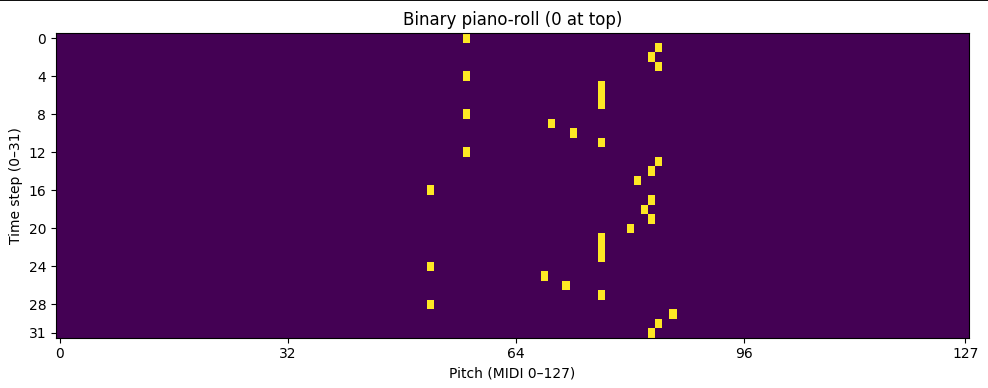 Binary piano-roll (0 at top)
Time step (0–31)
0
4
8
12
16
20
24
28
31
0 32 64 96 127
Pitch (MIDI 0–127)